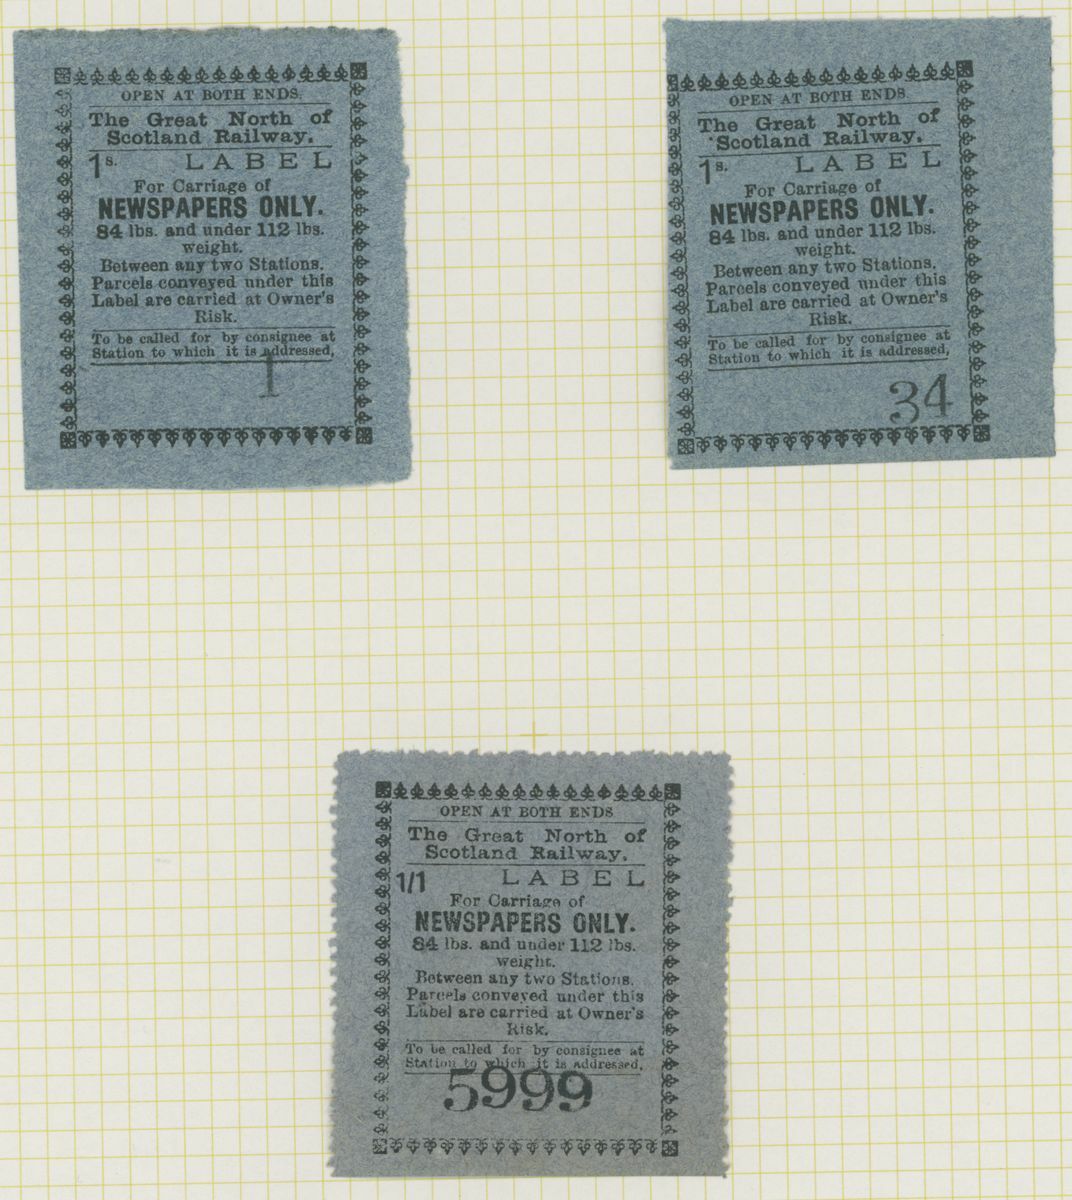 OPEN AT BOTH ENDS.
The Great North of
Scotland Railway.
1s. LABEL
For Carriage of
NEWSPAPERS ONLY.
84 lbs. and under 112 lbs.
weight.
Between any two Stations.
Parcels conveyed under this
Label are carried at Owner's
Risk.
To be called for by consignee at
Station to which it is addressed,
1
OPEN AT BOTH ENDS.
The Great North of
Scotland Railway.
1s. LABEL
For Carriage of
NEWSPAPERS ONLY.
84 lbs. and under 112 lbs.
weight.
Between any two Stations.
Parcels conveyed under this
Label are carried at Owner's
Risk.
To be called for by consignee at
Station to which it is addressed,
34
OPEN AT BOTH ENDS
The Great North of
Scotland Railway.
1/1 LABEL
For Carriage of
NEWSPAPERS ONLY.
84 lbs. and under 112 lbs.
weight.
Between any two Stations.
Parcels conveyed under this
Label are carried at Owner's
Risk.
To be called for by consignee at
Station to which it is addressed.
5999